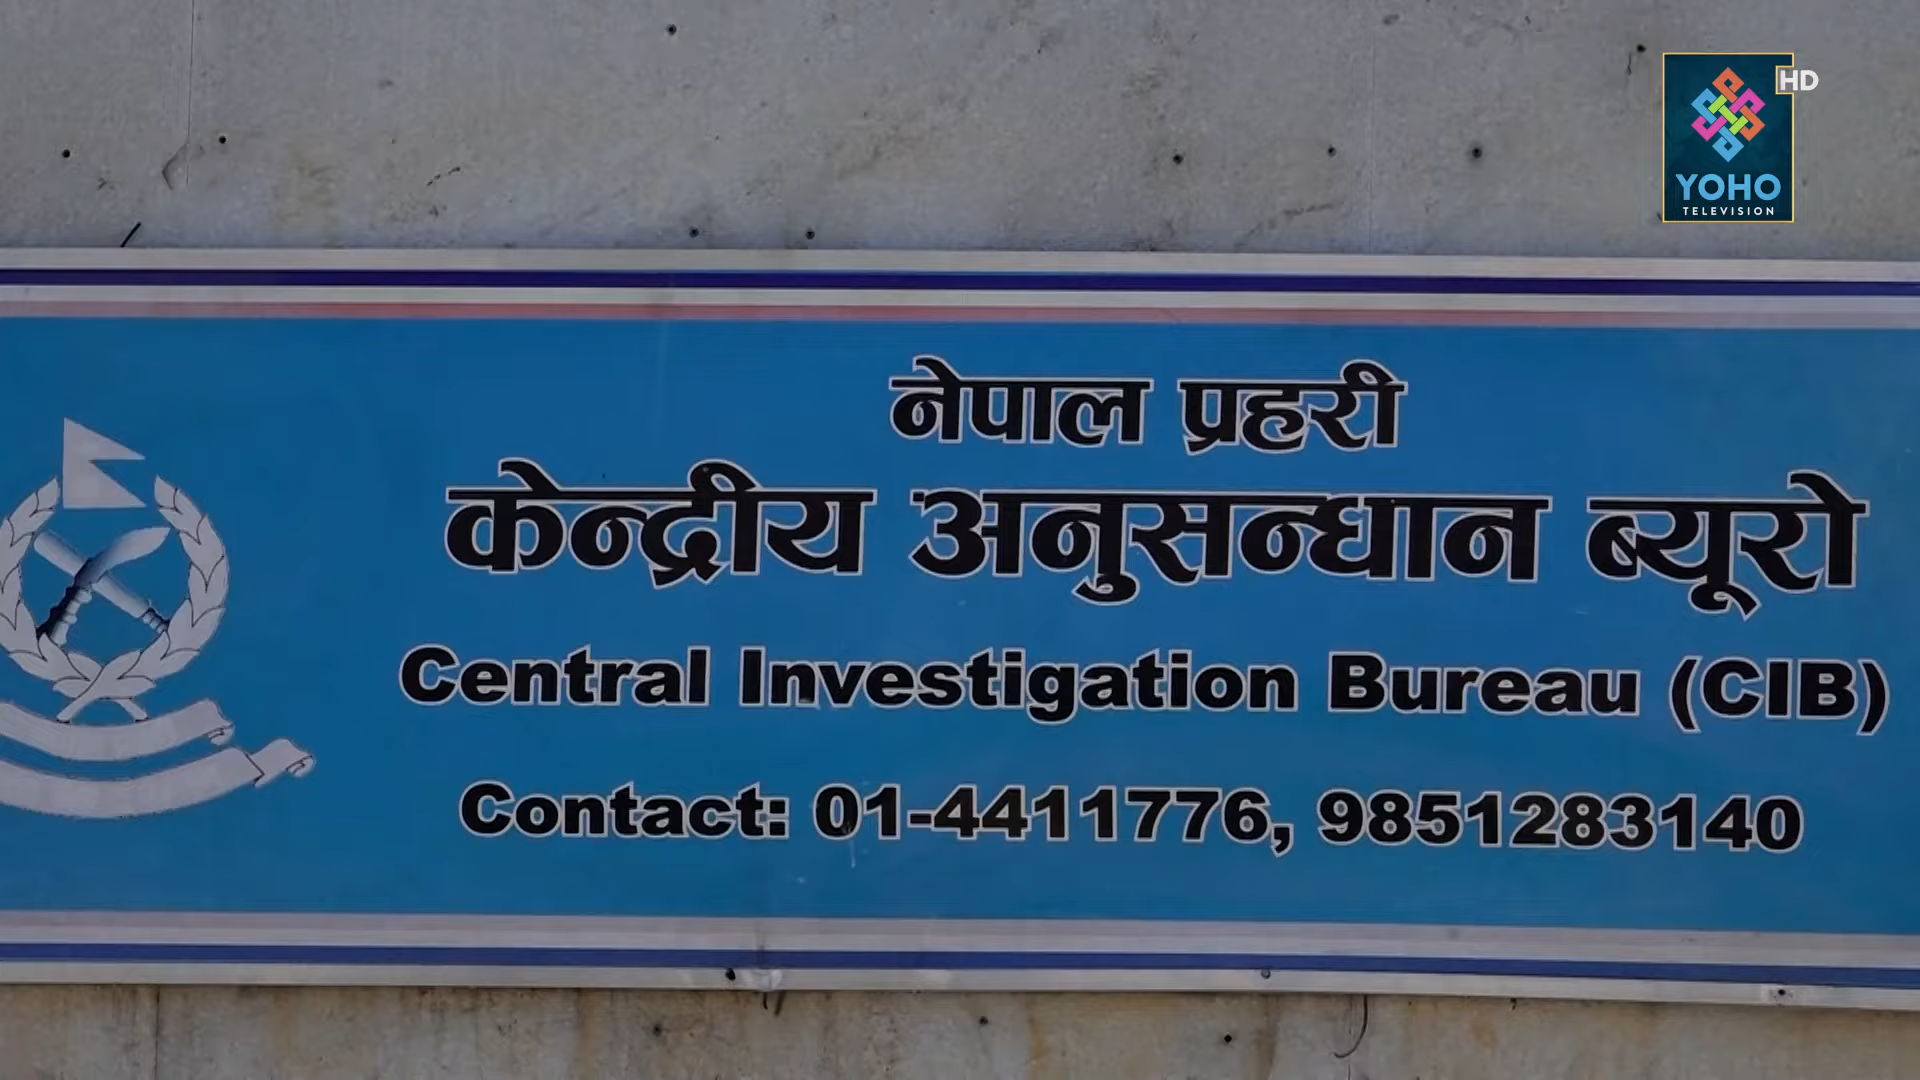 HD
YOHO
TELEVISION
नेपाल प्रहरी
केन्द्रीय अनुसन्धान ब्यूरो
Central Investigation Bureau (CIB)
Contact: 01-4411776, 9851283140